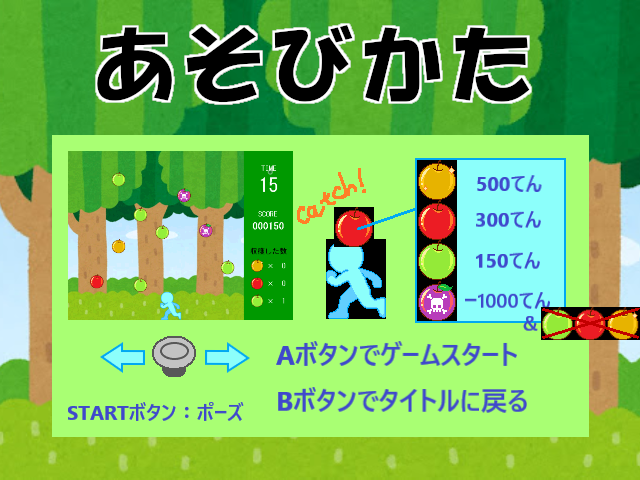 あそびかた
TIME
15
SCORE
000150
収穫した数
× 0
× 0
× 1
catch!
500てん
300てん
150てん
−1000てん
&
Aボタンでゲームスタート
Bボタンでタイトルに戻る
STARTボタン：ポーズ